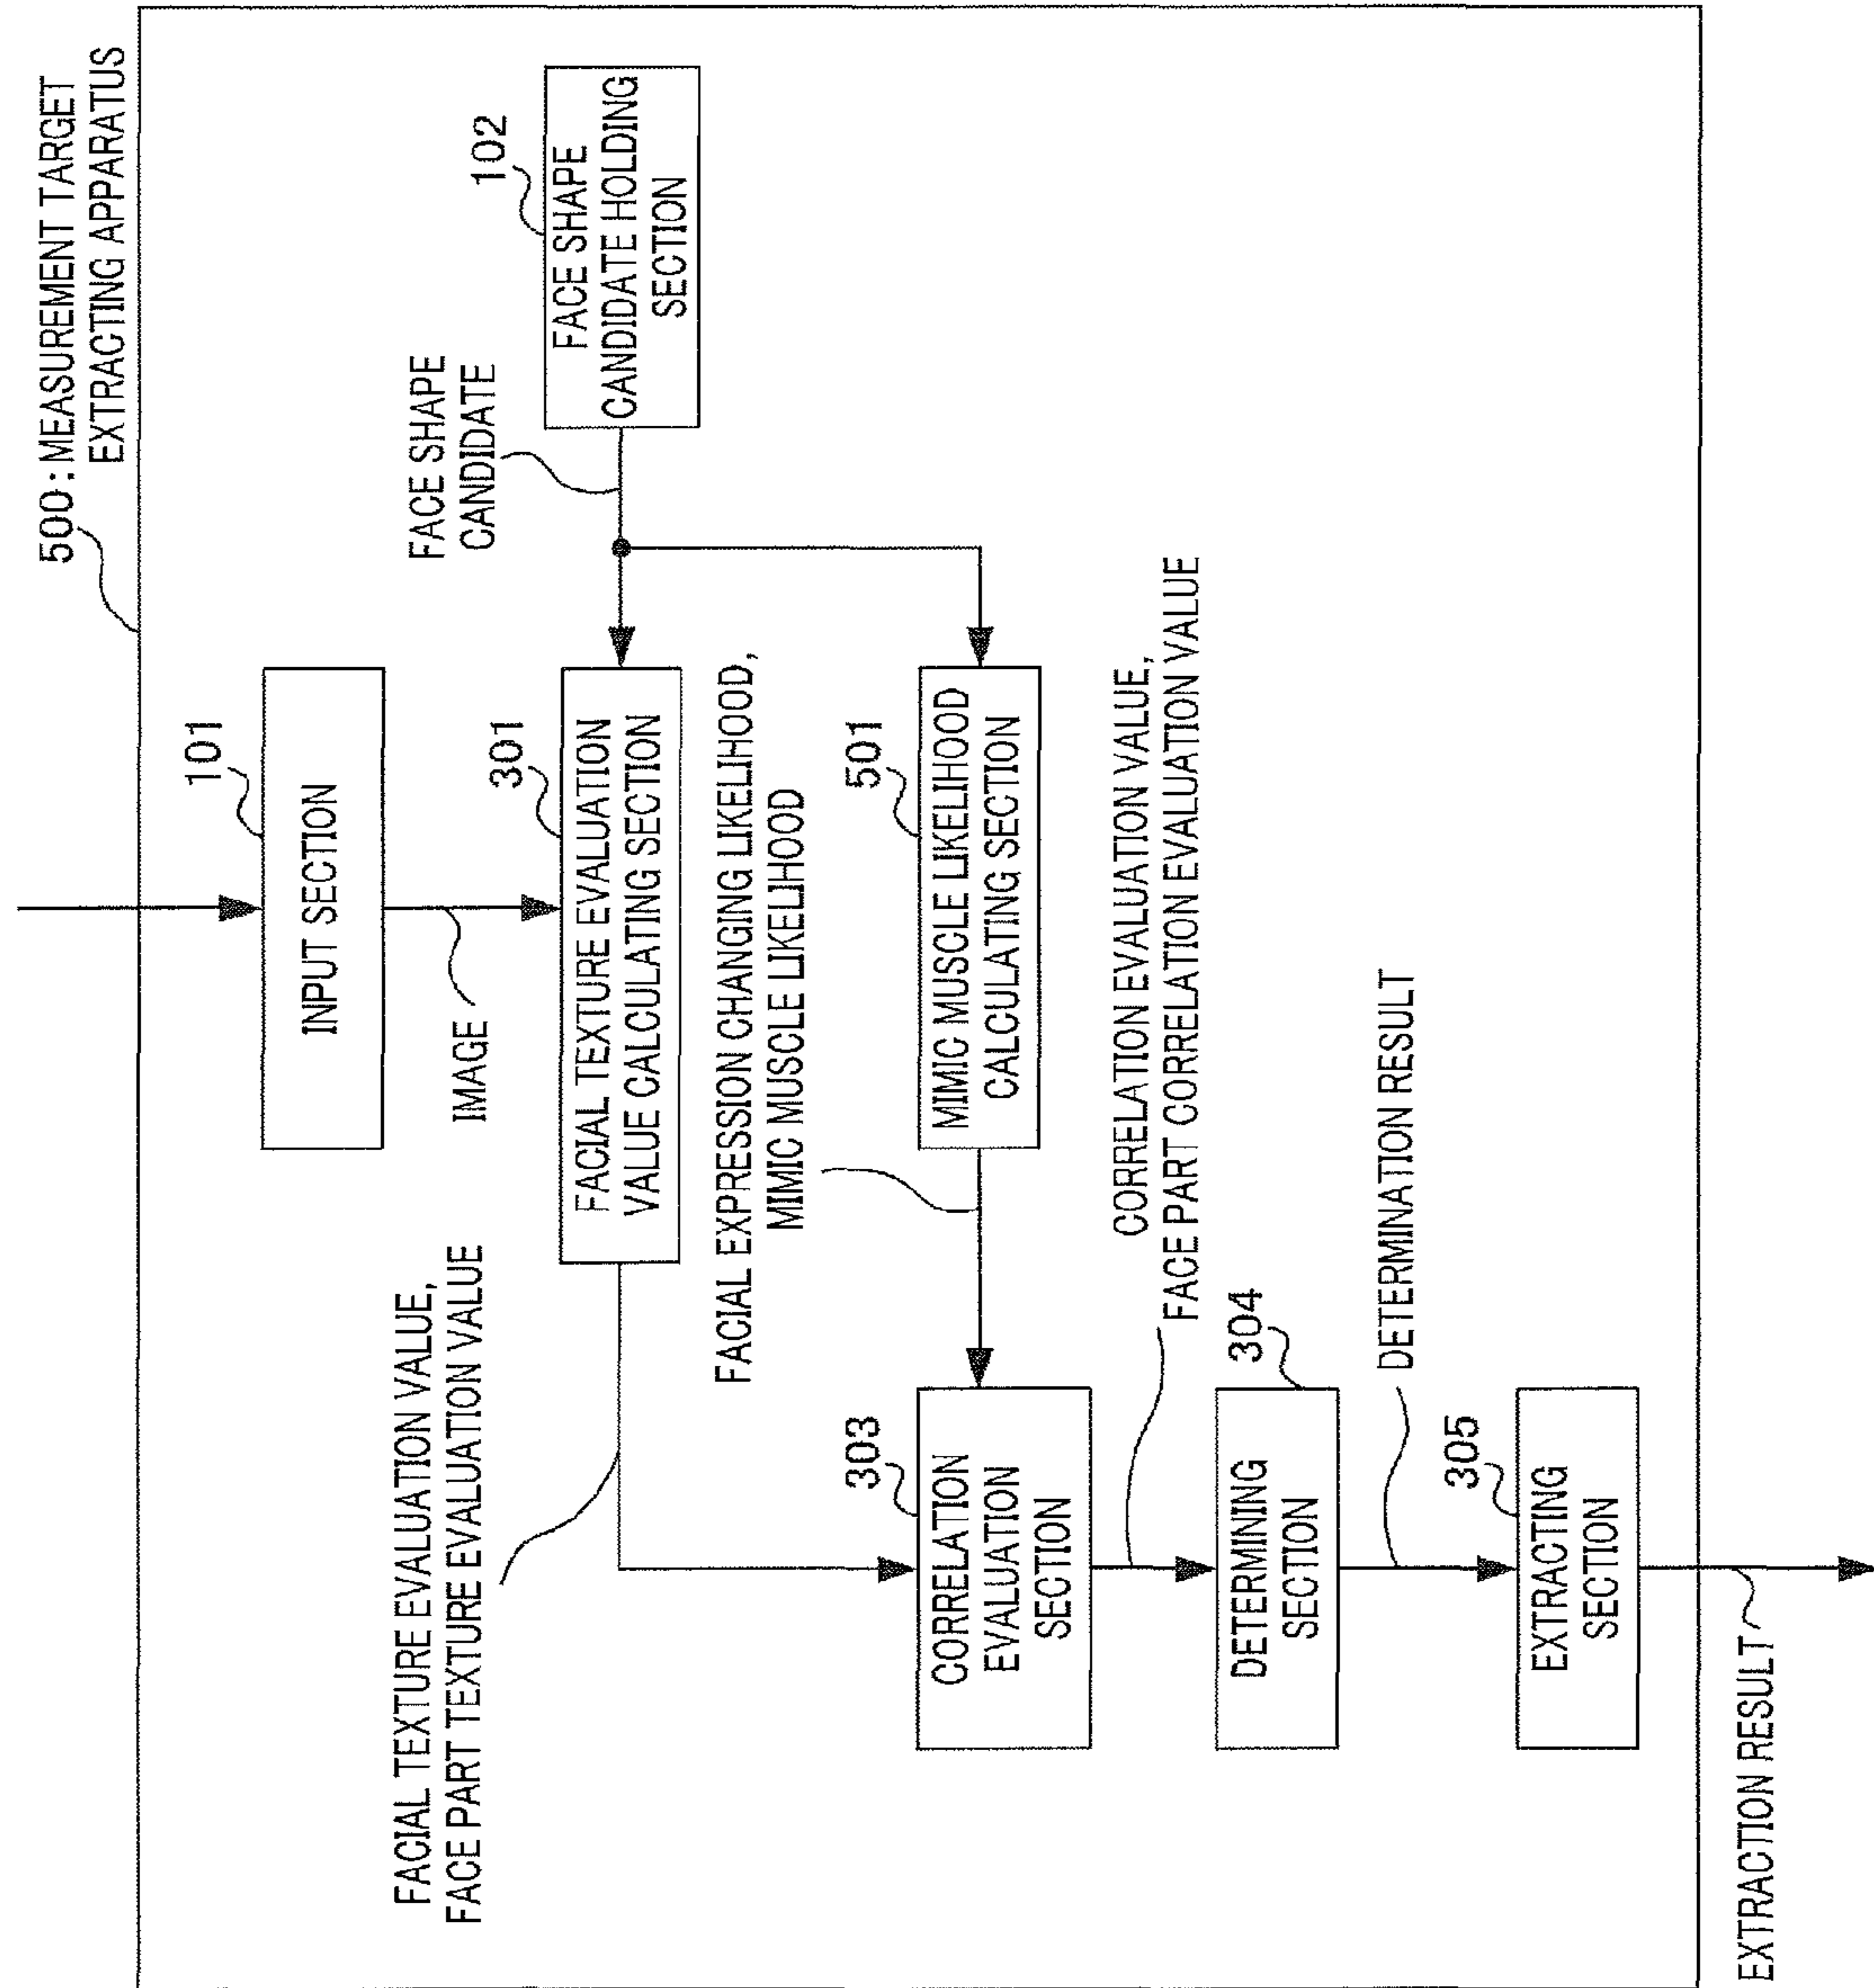 500: MEASUREMENT TARGET
EXTRACTING APPARATUS
101
INPUT SECTION
IMAGE
102
FACE SHAPE
CANDIDATE HOLDING
SECTION
FACE SHAPE
CANDIDATE
301
FACIAL TEXTURE EVALUATION
VALUE CALCULATING SECTION
FACIAL TEXTURE EVALUATION VALUE,
FACE PART TEXTURE EVALUATION VALUE
501
MIMIC MUSCLE LIKELIHOOD
CALCULATING SECTION
FACIAL EXPRESSION CHANGING LIKELIHOOD,
MIMIC MUSCLE LIKELIHOOD
303
CORRELATION
EVALUATION
SECTION
CORRELATION EVALUATION VALUE,
FACE PART CORRELATION EVALUATION VALUE
304
DETERMINING
SECTION
DETERMINATION RESULT
305
EXTRACTING
SECTION
EXTRACTION RESULT